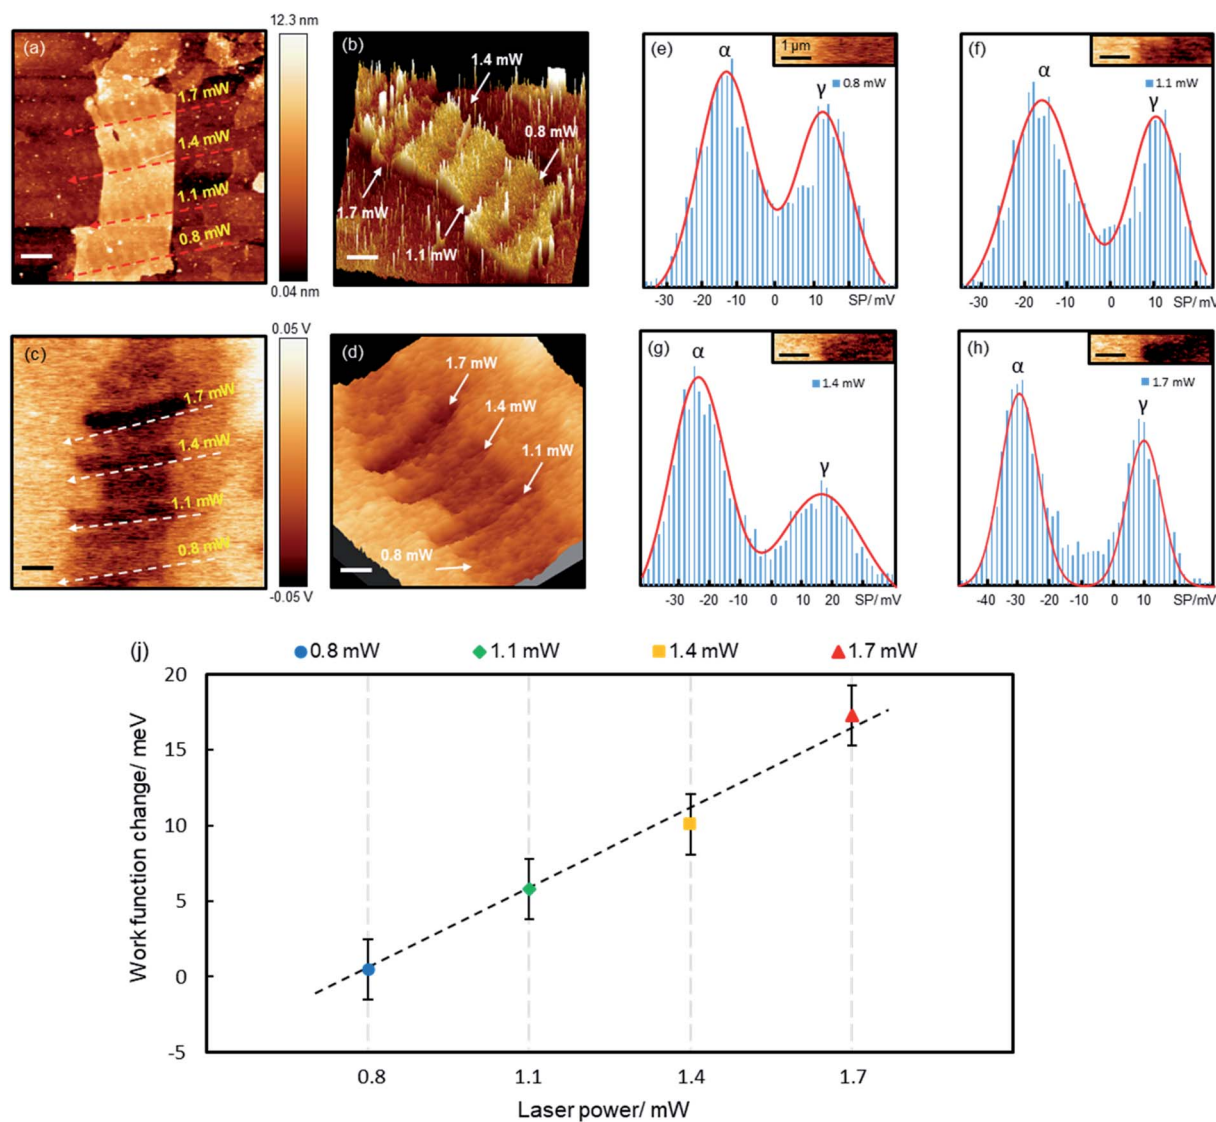 12.3 nm
(a)
1.7 mW
1.4 mW
1.1 mW
0.8 mW
0.04 nm
(b)
1.4 mW
0.8 mW
1.7 mW
1.1 mW
0.05 V
(c)
1.7 mW
1.4 mW
1.1 mW
0.8 mW
-0.05 V
(d)
1.7 mW
1.4 mW
1.1 mW
0.8 mW
(e)
α
1 μm
0.8 mW
γ
-30 -20 -10 0 10 SP/ mV
(f)
α
1.1 mW
γ
-30 -20 -10 0 10 SP/ mV
(g)
α
1.4 mW
γ
-30 -20 -10 0 10 20 SP/ mV
(h)
α
1.7 mW
γ
-40 -30 -20 -10 0 10 SP/ mV
(j)
0.8 mW 1.1 mW 1.4 mW 1.7 mW
Work function change/ meV
20
15
10
5
0
-5
0.8 1.1 1.4 1.7
Laser power/ mW